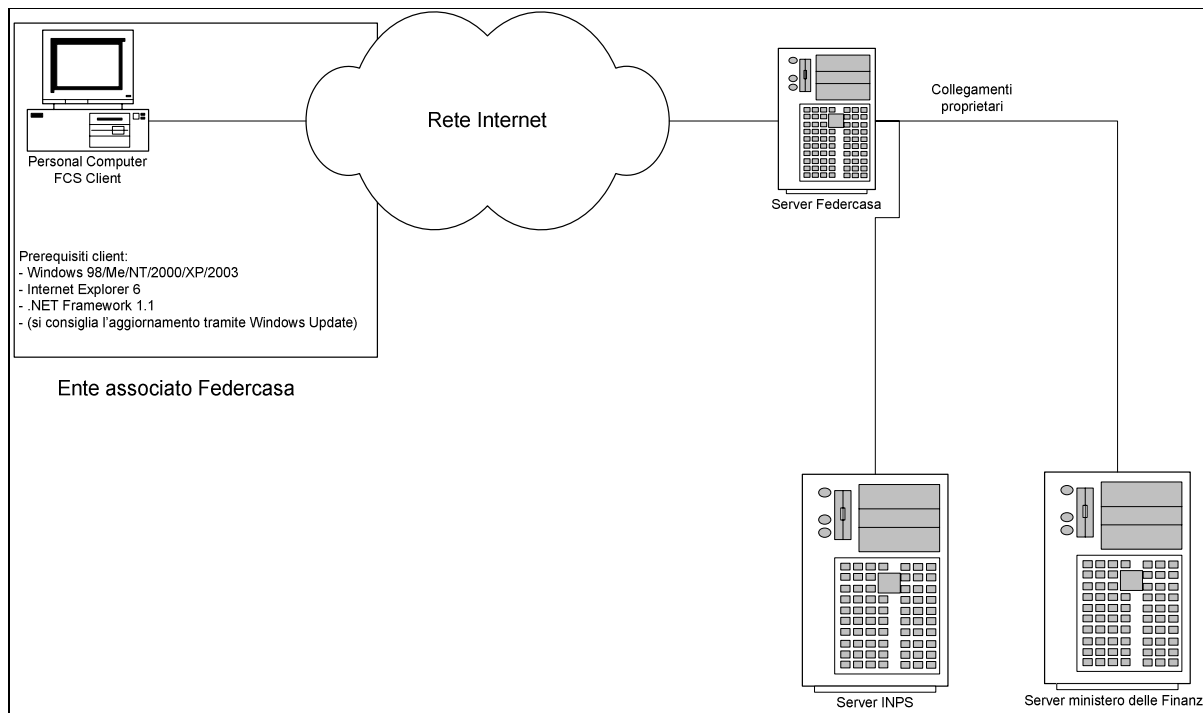 Personal Computer
FCS Client
Rete Internet
Collegamenti
proprietari
Server Federcasa
Prerequisiti client:
- Windows 98/Me/NT/2000/XP/2003
- Internet Explorer 6
- .NET Framework 1.1
- (si consiglia l'aggiornamento tramite Windows Update)
Ente associato Federcasa
Server INPS
Server ministero delle Finanz